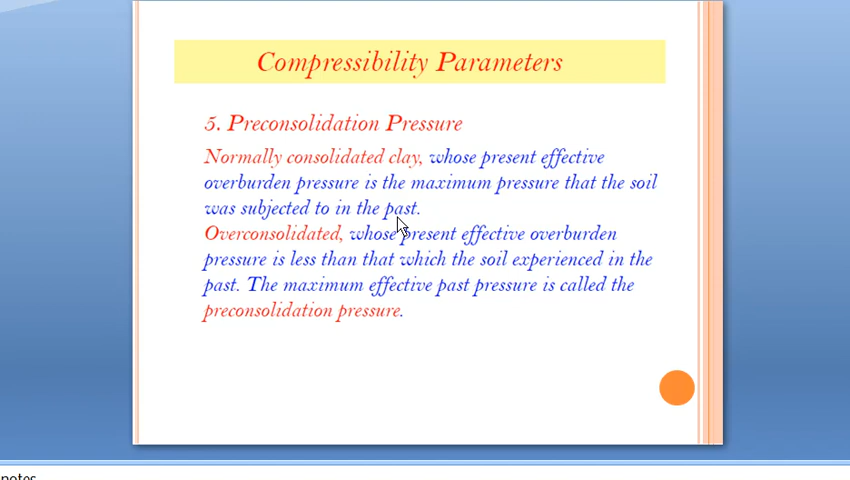 Compressibility Parameters
5. Preconsolidation Pressure
Normally consolidated clay, whose present effective
overburden pressure is the maximum pressure that the soil
was subjected to in the past.
Overconsolidated, whose present effective overburden
pressure is less than that which the soil experienced in the
past. The maximum effective past pressure is called the
preconsolidation pressure.
notes